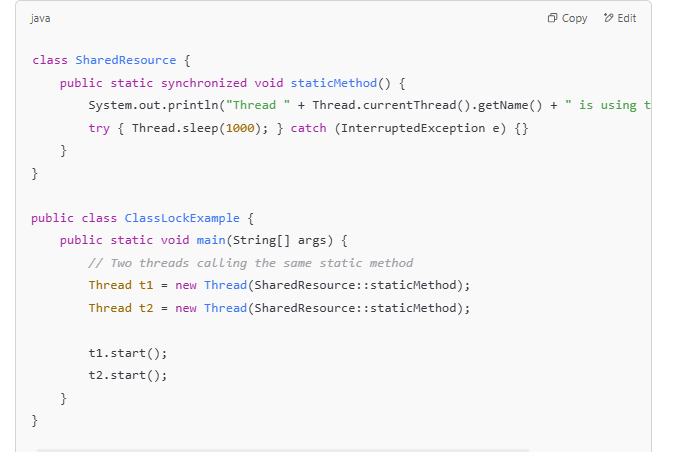 java
Copy
Edit
class SharedResource {
    public static synchronized void staticMethod() {
        System.out.println("Thread " + Thread.currentThread().getName() + " is using
        try { Thread.sleep(1000); } catch (InterruptedException e) {}
    }
}
public class ClassLockExample {
    public static void main(String[] args) {
        // Two threads calling the same static method
        Thread t1 = new Thread(SharedResource::staticMethod);
        Thread t2 = new Thread(SharedResource::staticMethod);
        t1.start();
        t2.start();
    }
}